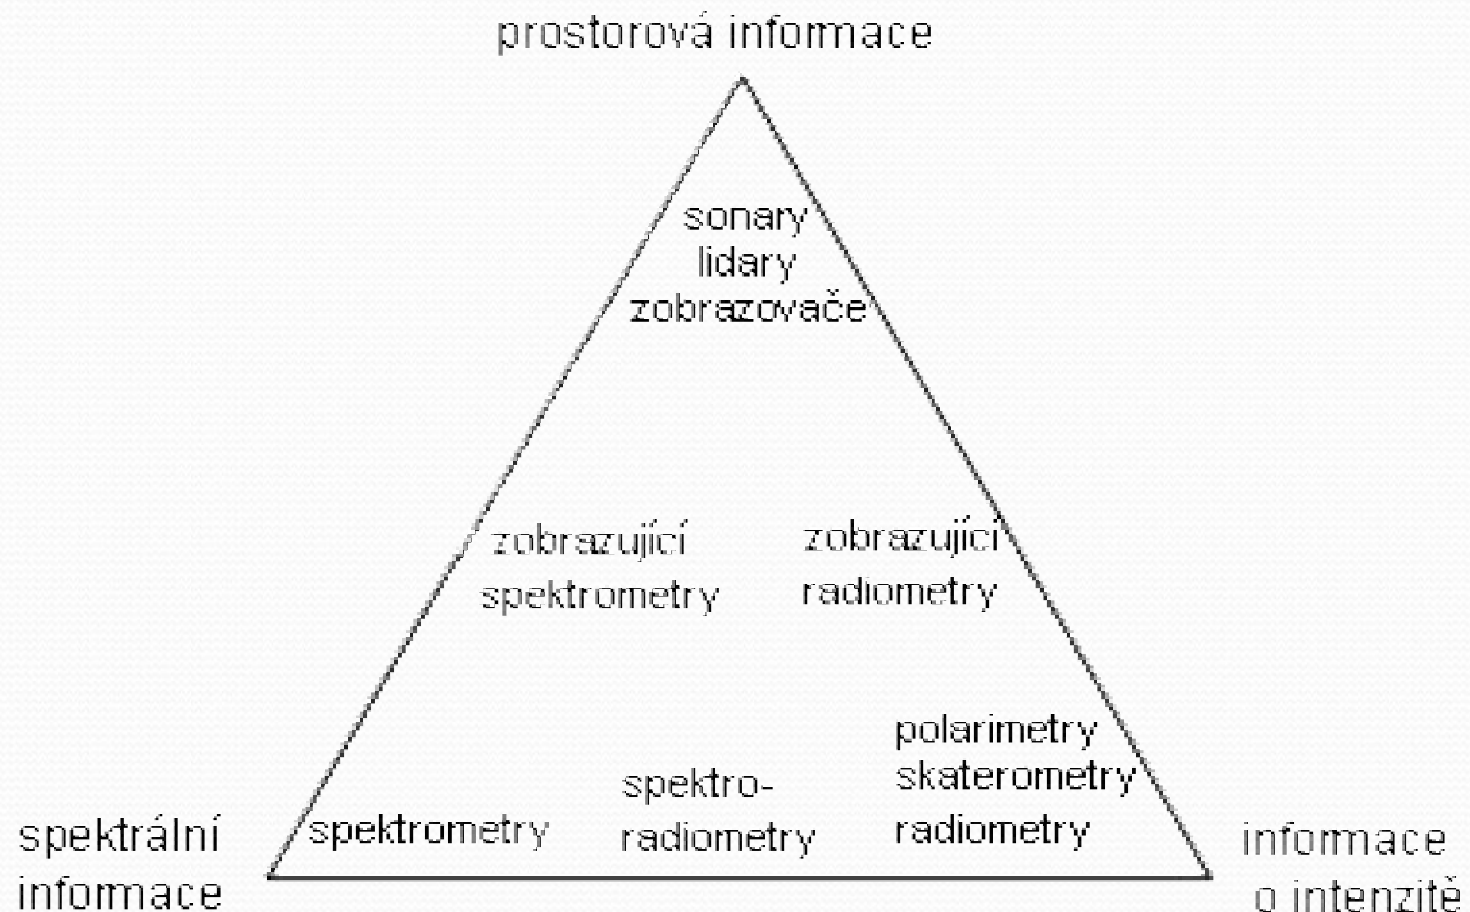 prostorová informace
sonary
lidary
zobrazovače
zobrazující
spektrometry
zobrazující
radiometry
polarimetry
skaterometry
radiometry
spektro-
radiometry
spektrometry
spektrální
informace
informace
o intenzitě